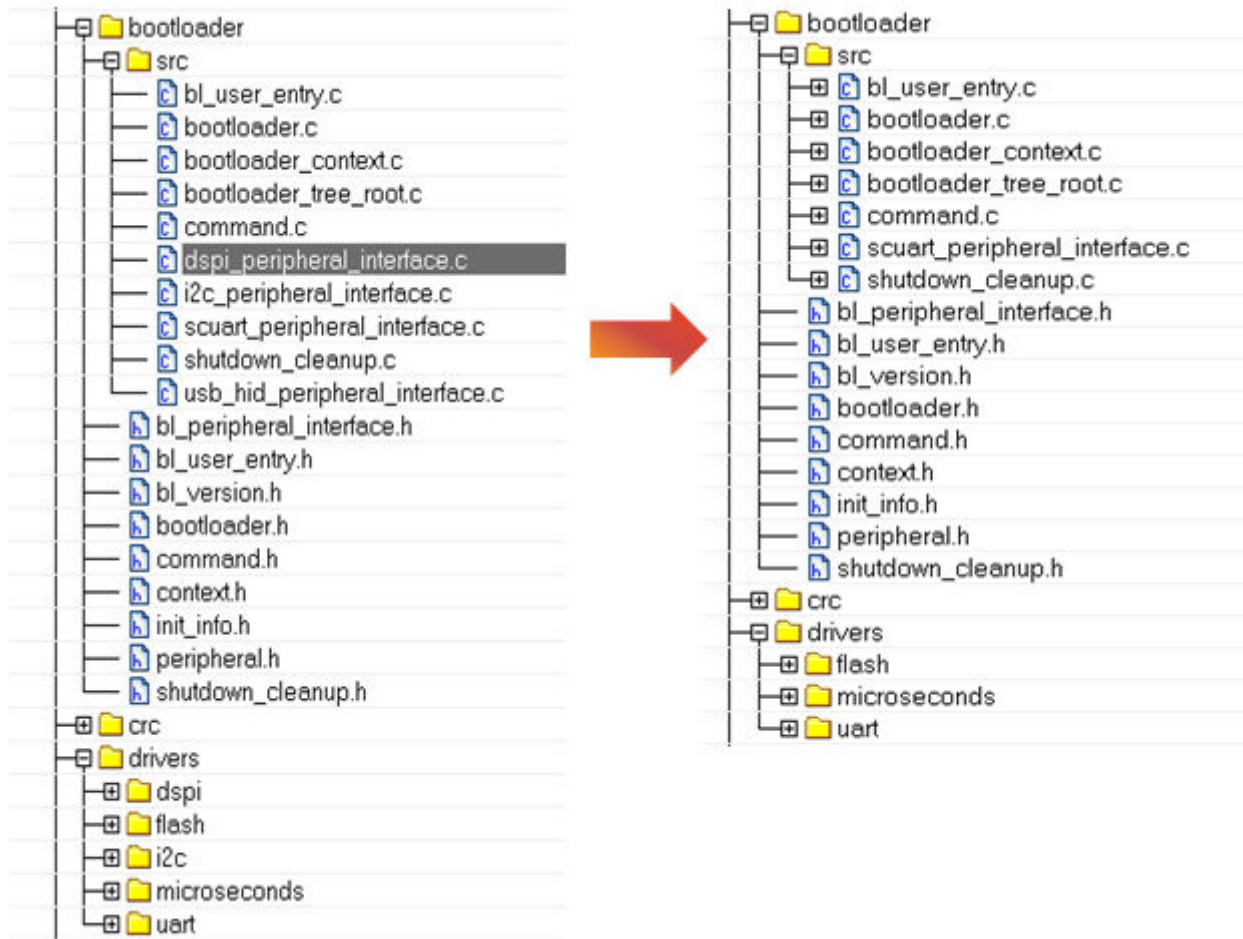 bootloader
src
bl_user_entry.c
bootloader.c
bootloader_context.c
bootloader_tree_root.c
command.c
dspi_peripheral_interface.c
i2c_peripheral_interface.c
scuart_peripheral_interface.c
shutdown_cleanup.c
usb_hid_peripheral_interface.c
bl_peripheral_interface.h
bl_user_entry.h
bl_version.h
bootloader.h
command.h
context.h
init_info.h
peripheral.h
shutdown_cleanup.h
crc
drivers
dspi
flash
i2c
microseconds
uart
bootloader
src
bl_user_entry.c
bootloader.c
bootloader_context.c
bootloader_tree_root.c
command.c
scuart_peripheral_interface.c
shutdown_cleanup.c
bl_peripheral_interface.h
bl_user_entry.h
bl_version.h
bootloader.h
command.h
context.h
init_info.h
peripheral.h
shutdown_cleanup.h
crc
drivers
flash
microseconds
uart